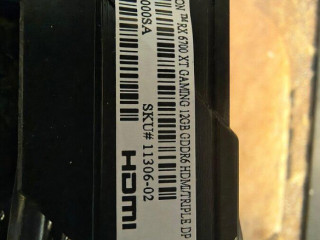 ON ™ RX 6700 XT GAMING 12GB GDDR6 HDMI/TRIPLE DP
000SA
SKU# 11306-02
HDMI